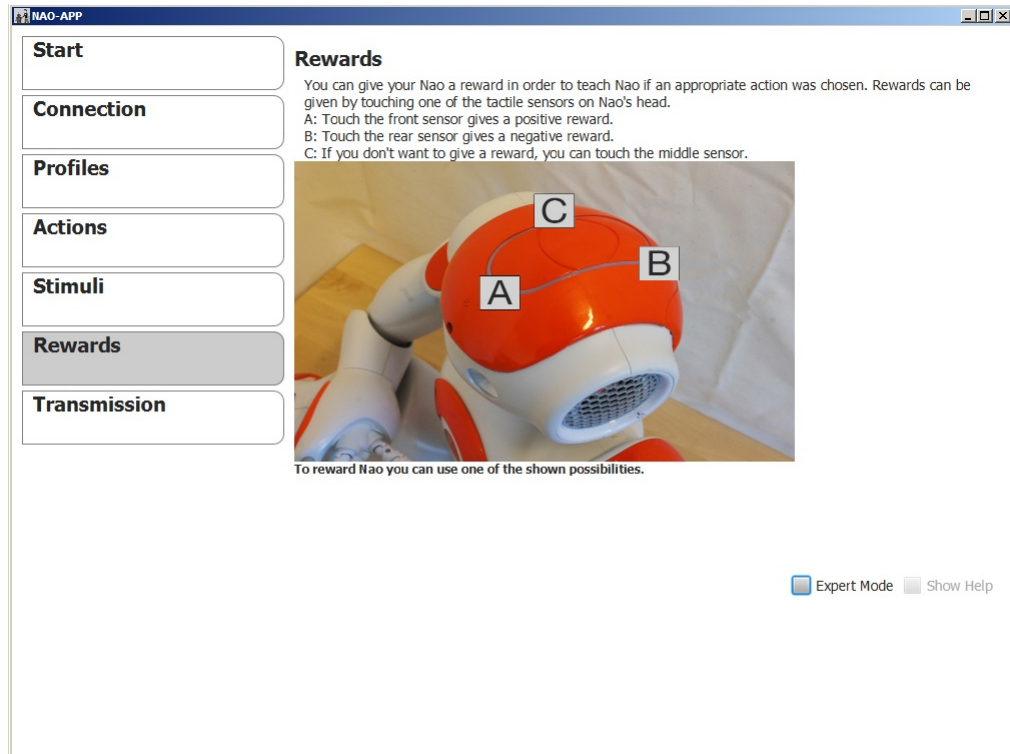 NAO-APP
Start
Connection
Profiles
Actions
Stimuli
Rewards
Transmission
Rewards
You can give your Nao a reward in order to teach Nao if an appropriate action was chosen. Rewards can be
given by touching one of the tactile sensors on Nao's head.
A: Touch the front sensor gives a positive reward.
B: Touch the rear sensor gives a negative reward.
C: If you don't want to give a reward, you can touch the middle sensor.
C
B
A
To reward Nao you can use one of the shown possibilities.
Expert Mode Show Help